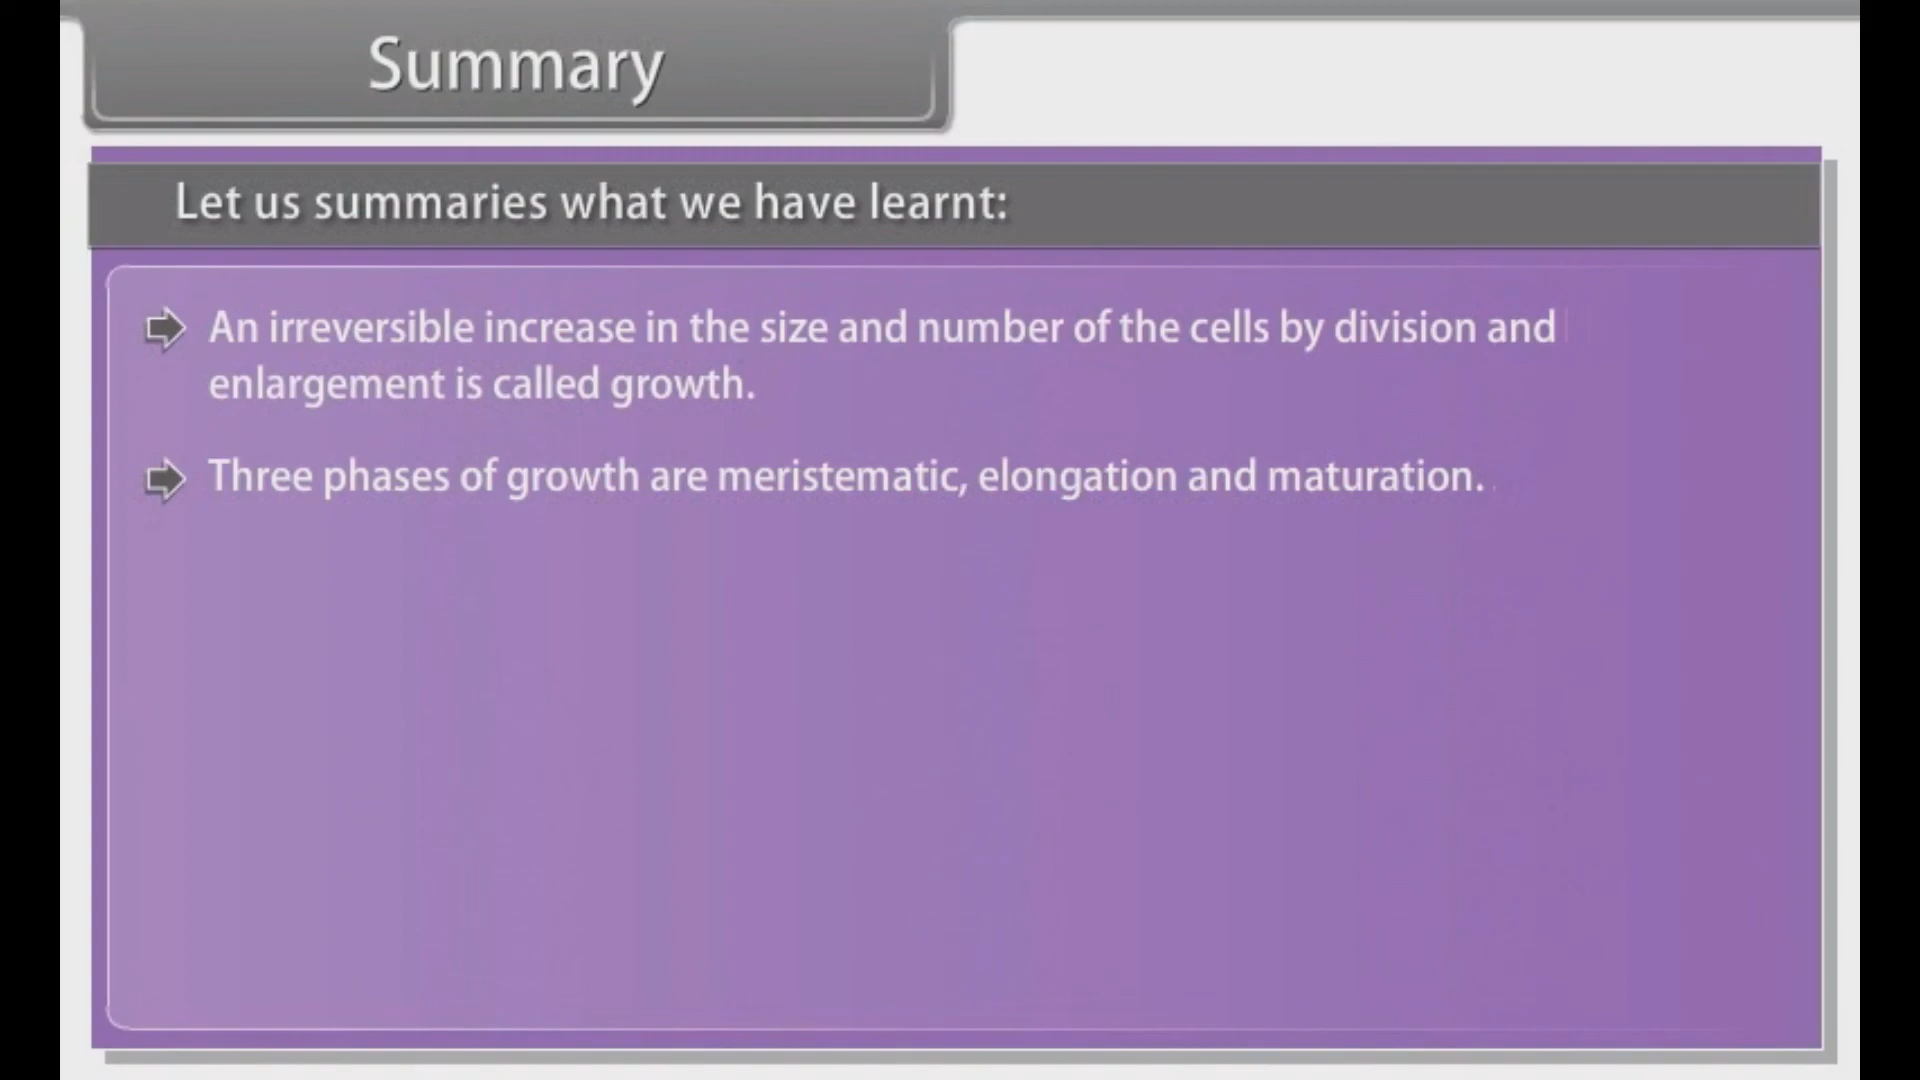 Summary
Let us summaries what we have learnt:
An irreversible increase in the size and number of the cells by division and
enlargement is called growth.
Three phases of growth are meristematic, elongation and maturation.